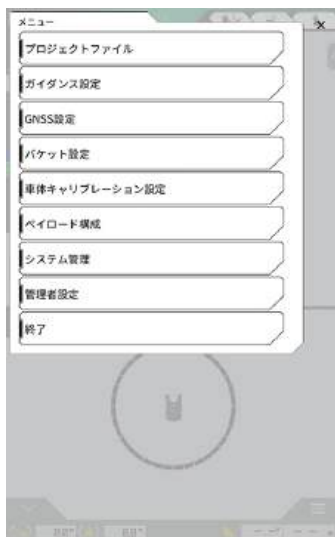 メニュー
×
プロジェクトファイル
ガイダンス設定
GNSS設定
バケット設定
車体キャリブレーション設定
ペイロード構成
システム管理
管理者設定
終了